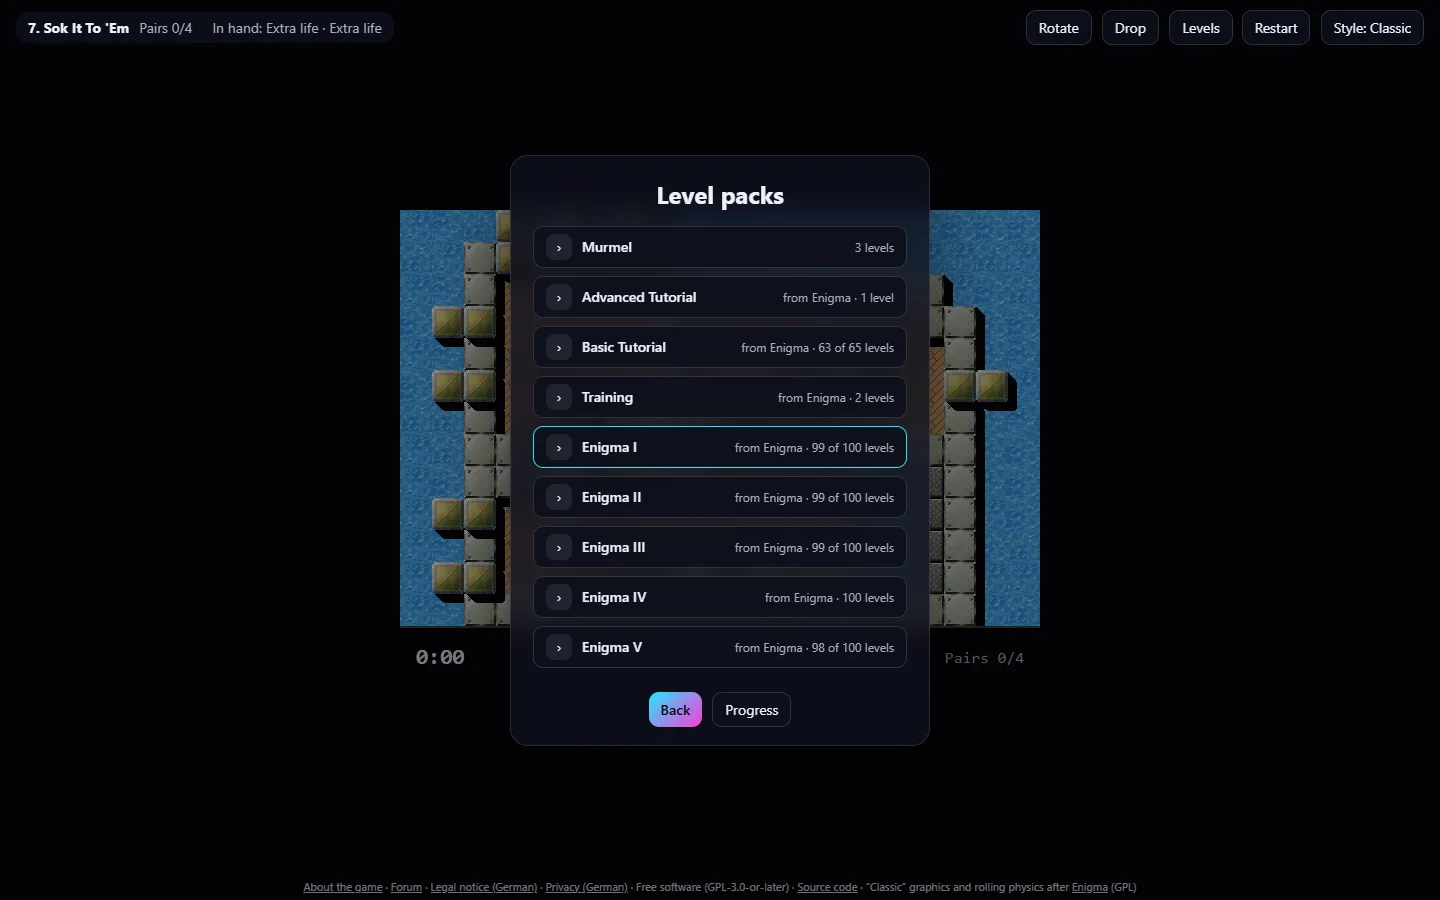 7. Sok It To 'Em Pairs 0/4 In hand: Extra life · Extra life Rotate Drop Levels Restart Style: Classic
Level packs
› Murmel 3 levels
› Advanced Tutorial from Enigma · 1 level
› Basic Tutorial from Enigma · 63 of 65 levels
› Training from Enigma · 2 levels
› Enigma I from Enigma · 99 of 100 levels
› Enigma II from Enigma · 99 of 100 levels
› Enigma III from Enigma · 99 of 100 levels
› Enigma IV from Enigma · 100 levels
› Enigma V from Enigma · 98 of 100 levels
0:00 Pairs 0/4
Back Progress
About the game · Forum · Legal notice (German) · Privacy (German) · Free software (GPL-3.0-or-later) · Source code · “Classic” graphics and rolling physics after Enigma (GPL)